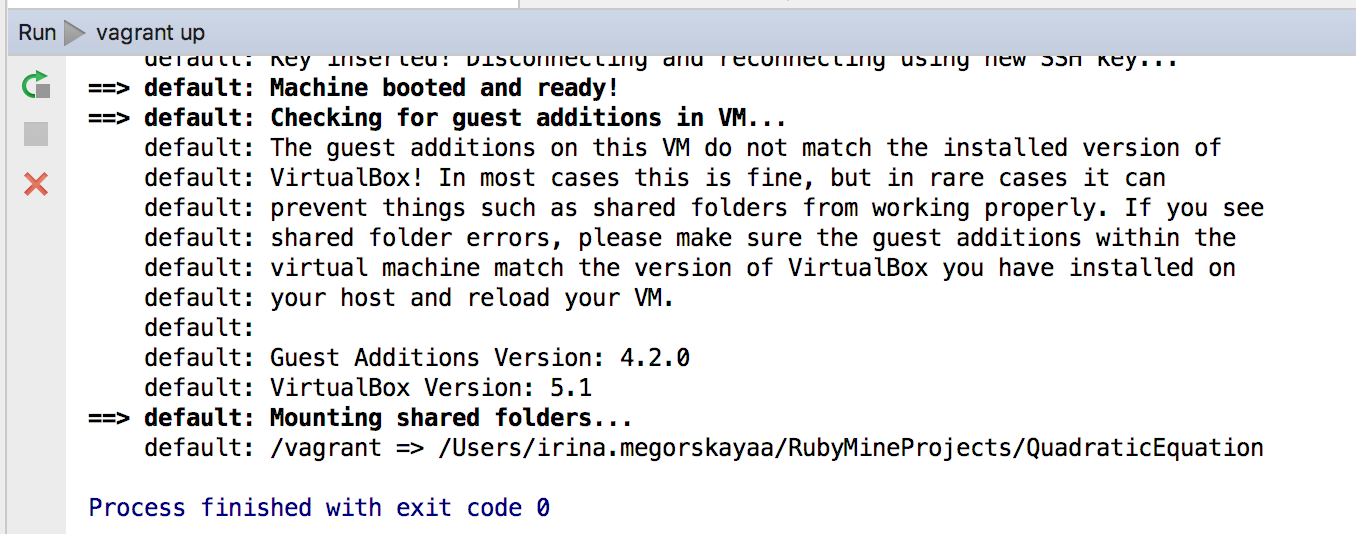 Run vagrant up
default: Key inserted! Disconnecting and reconnecting using new SSH key...
==> default: Machine booted and ready!
==> default: Checking for guest additions in VM...
default: The guest additions on this VM do not match the installed version of
default: VirtualBox! In most cases this is fine, but in rare cases it can
default: prevent things such as shared folders from working properly. If you see
default: shared folder errors, please make sure the guest additions within the
default: virtual machine match the version of VirtualBox you have installed on
default: your host and reload your VM.
default:
default: Guest Additions Version: 4.2.0
default: VirtualBox Version: 5.1
==> default: Mounting shared folders...
default: /vagrant => /Users/irina.megorskayaa/RubyMineProjects/QuadraticEquation
Process finished with exit code 0